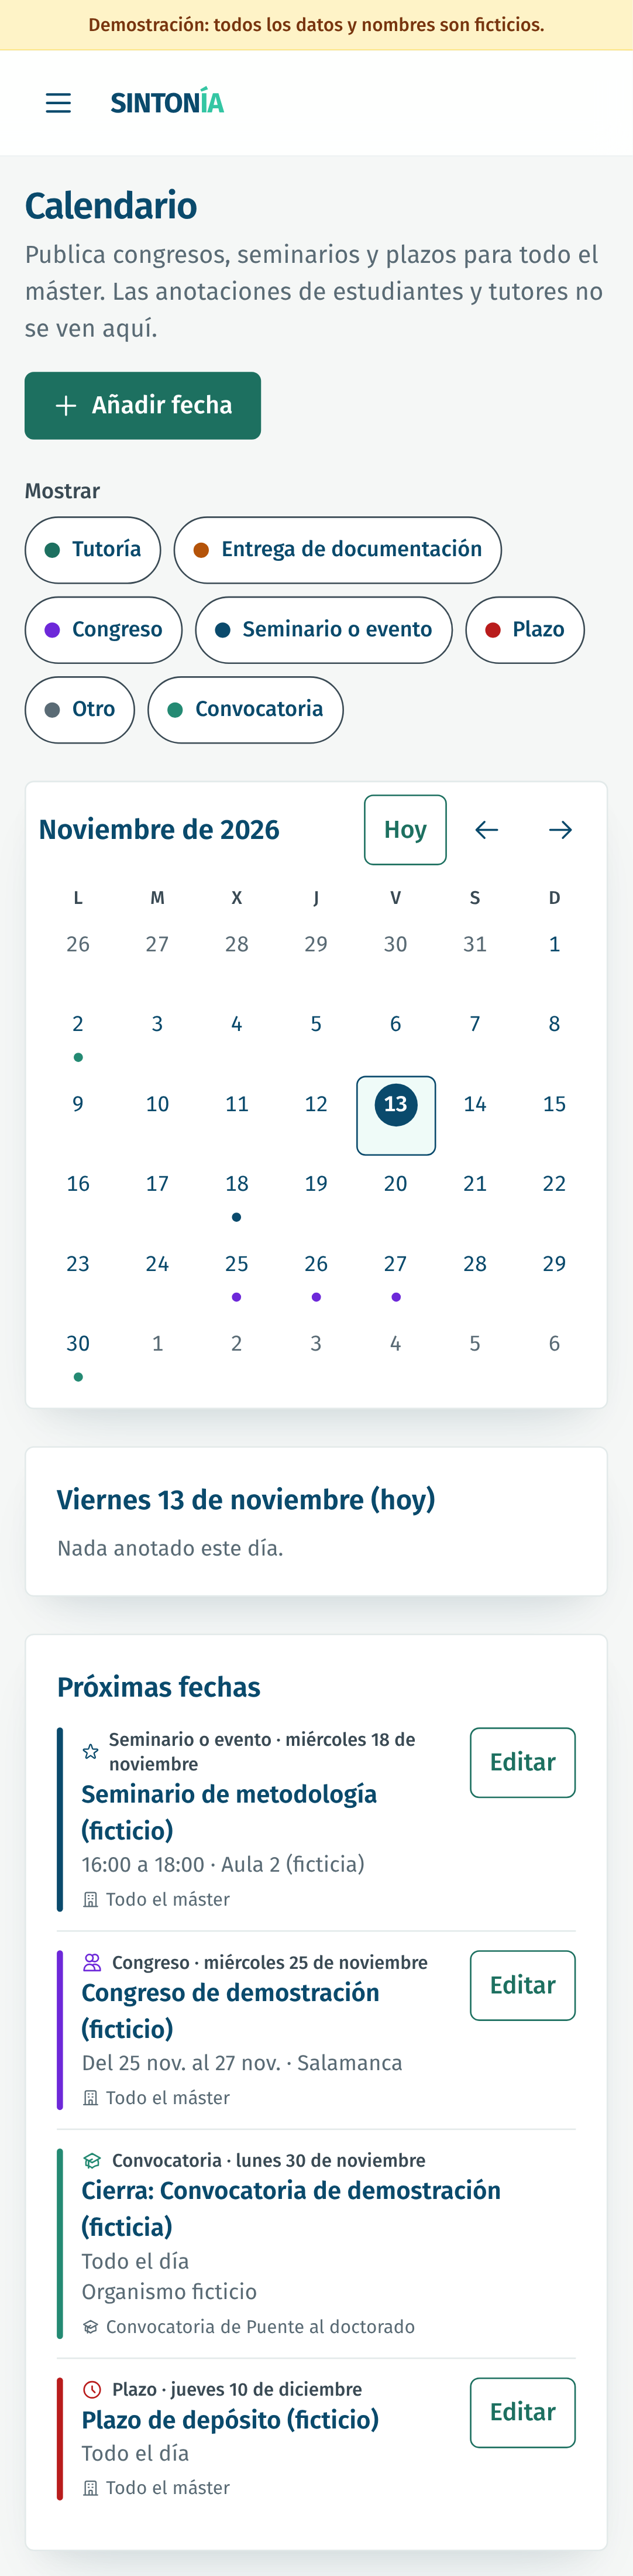 Demostración: todos los datos y nombres son ficticios.
SINTONÍA
Calendario
Publica congresos, seminarios y plazos para todo el
máster. Las anotaciones de estudiantes y tutores no
se ven aquí.
Añadir fecha
Mostrar
Tutoría
Entrega de documentación
Congreso
Seminario o evento
Plazo
Otro
Convocatoria
Noviembre de 2026
Hoy
L M X J V S D
26 27 28 29 30 31 1
2 3 4 5 6 7 8
9 10 11 12 13 14 15
16 17 18 19 20 21 22
23 24 25 26 27 28 29
30 1 2 3 4 5 6
Viernes 13 de noviembre (hoy)
Nada anotado este día.
Próximas fechas
Seminario o evento · miércoles 18 de
noviembre
Editar
Seminario de metodología
(ficticio)
16:00 a 18:00 · Aula 2 (ficticia)
Todo el máster
Congreso · miércoles 25 de noviembre
Editar
Congreso de demostración
(ficticio)
Del 25 nov. al 27 nov. · Salamanca
Todo el máster
Convocatoria · lunes 30 de noviembre
Cierra: Convocatoria de demostración
(ficticia)
Todo el día
Organismo ficticio
Convocatoria de Puente al doctorado
Plazo · jueves 10 de diciembre
Editar
Plazo de depósito (ficticio)
Todo el día
Todo el máster